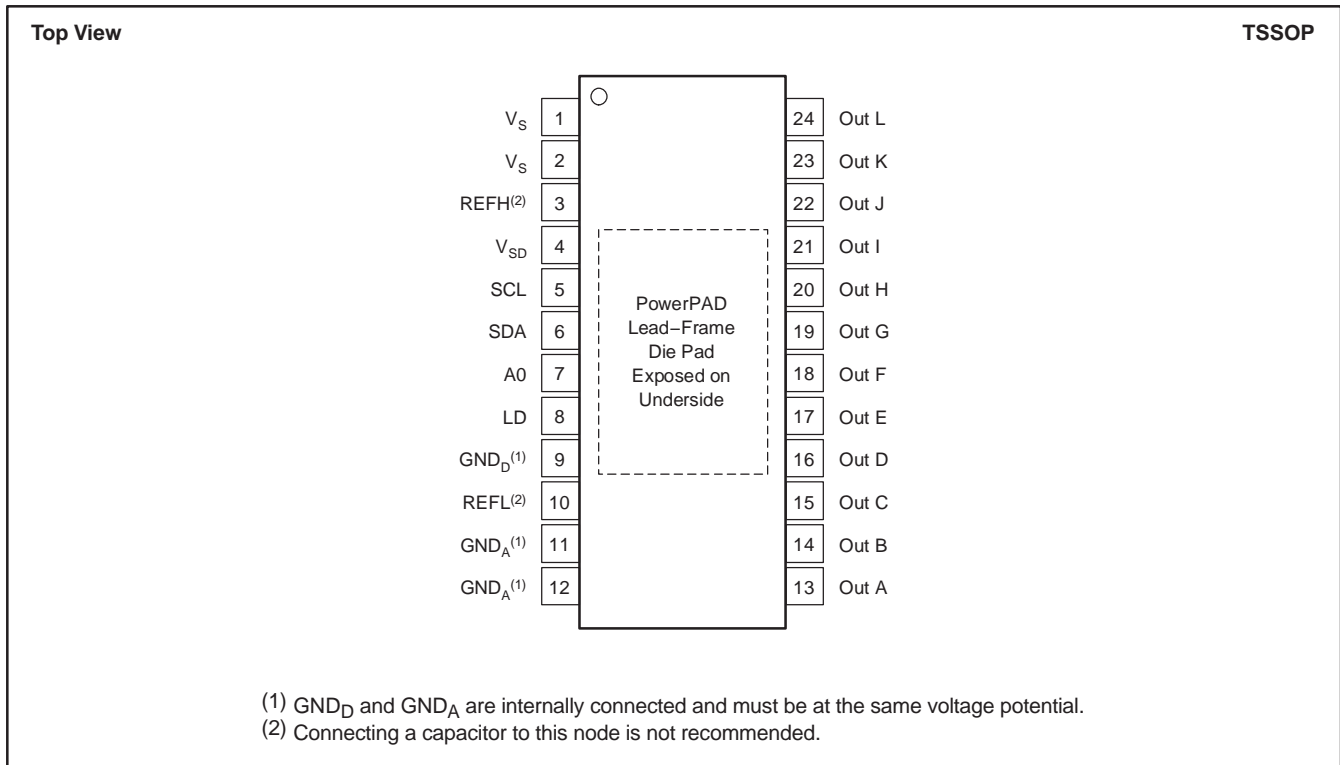 Top View
TSSOP
V_S 1
V_S 2
REFH(2) 3
V_SD 4
SCL 5
SDA 6
A0 7
LD 8
GND_D(1) 9
REFL(2) 10
GND_A(1) 11
GND_A(1) 12
PowerPAD
Lead−Frame
Die Pad
Exposed on
Underside
24 Out L
23 Out K
22 Out J
21 Out I
20 Out H
19 Out G
18 Out F
17 Out E
16 Out D
15 Out C
14 Out B
13 Out A
(1) GND_D and GND_A are internally connected and must be at the same voltage potential.
(2) Connecting a capacitor to this node is not recommended.